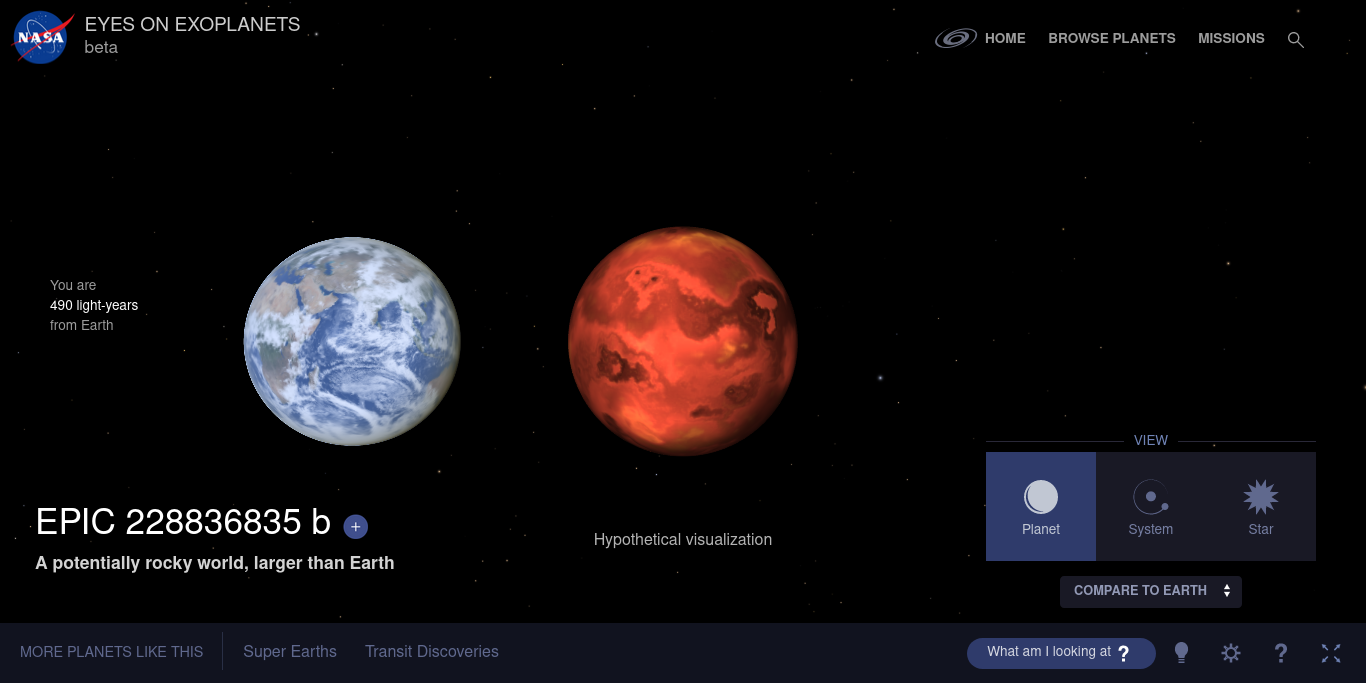 NASA
EYES ON EXOPLANETS
beta
HOME
BROWSE PLANETS
MISSIONS
You are
490 light-years
from Earth
VIEW
Planet
System
Star
EPIC 228836835 b +
A potentially rocky world, larger than Earth
Hypothetical visualization
COMPARE TO EARTH
MORE PLANETS LIKE THIS
Super Earths
Transit Discoveries
What am I looking at ?
?